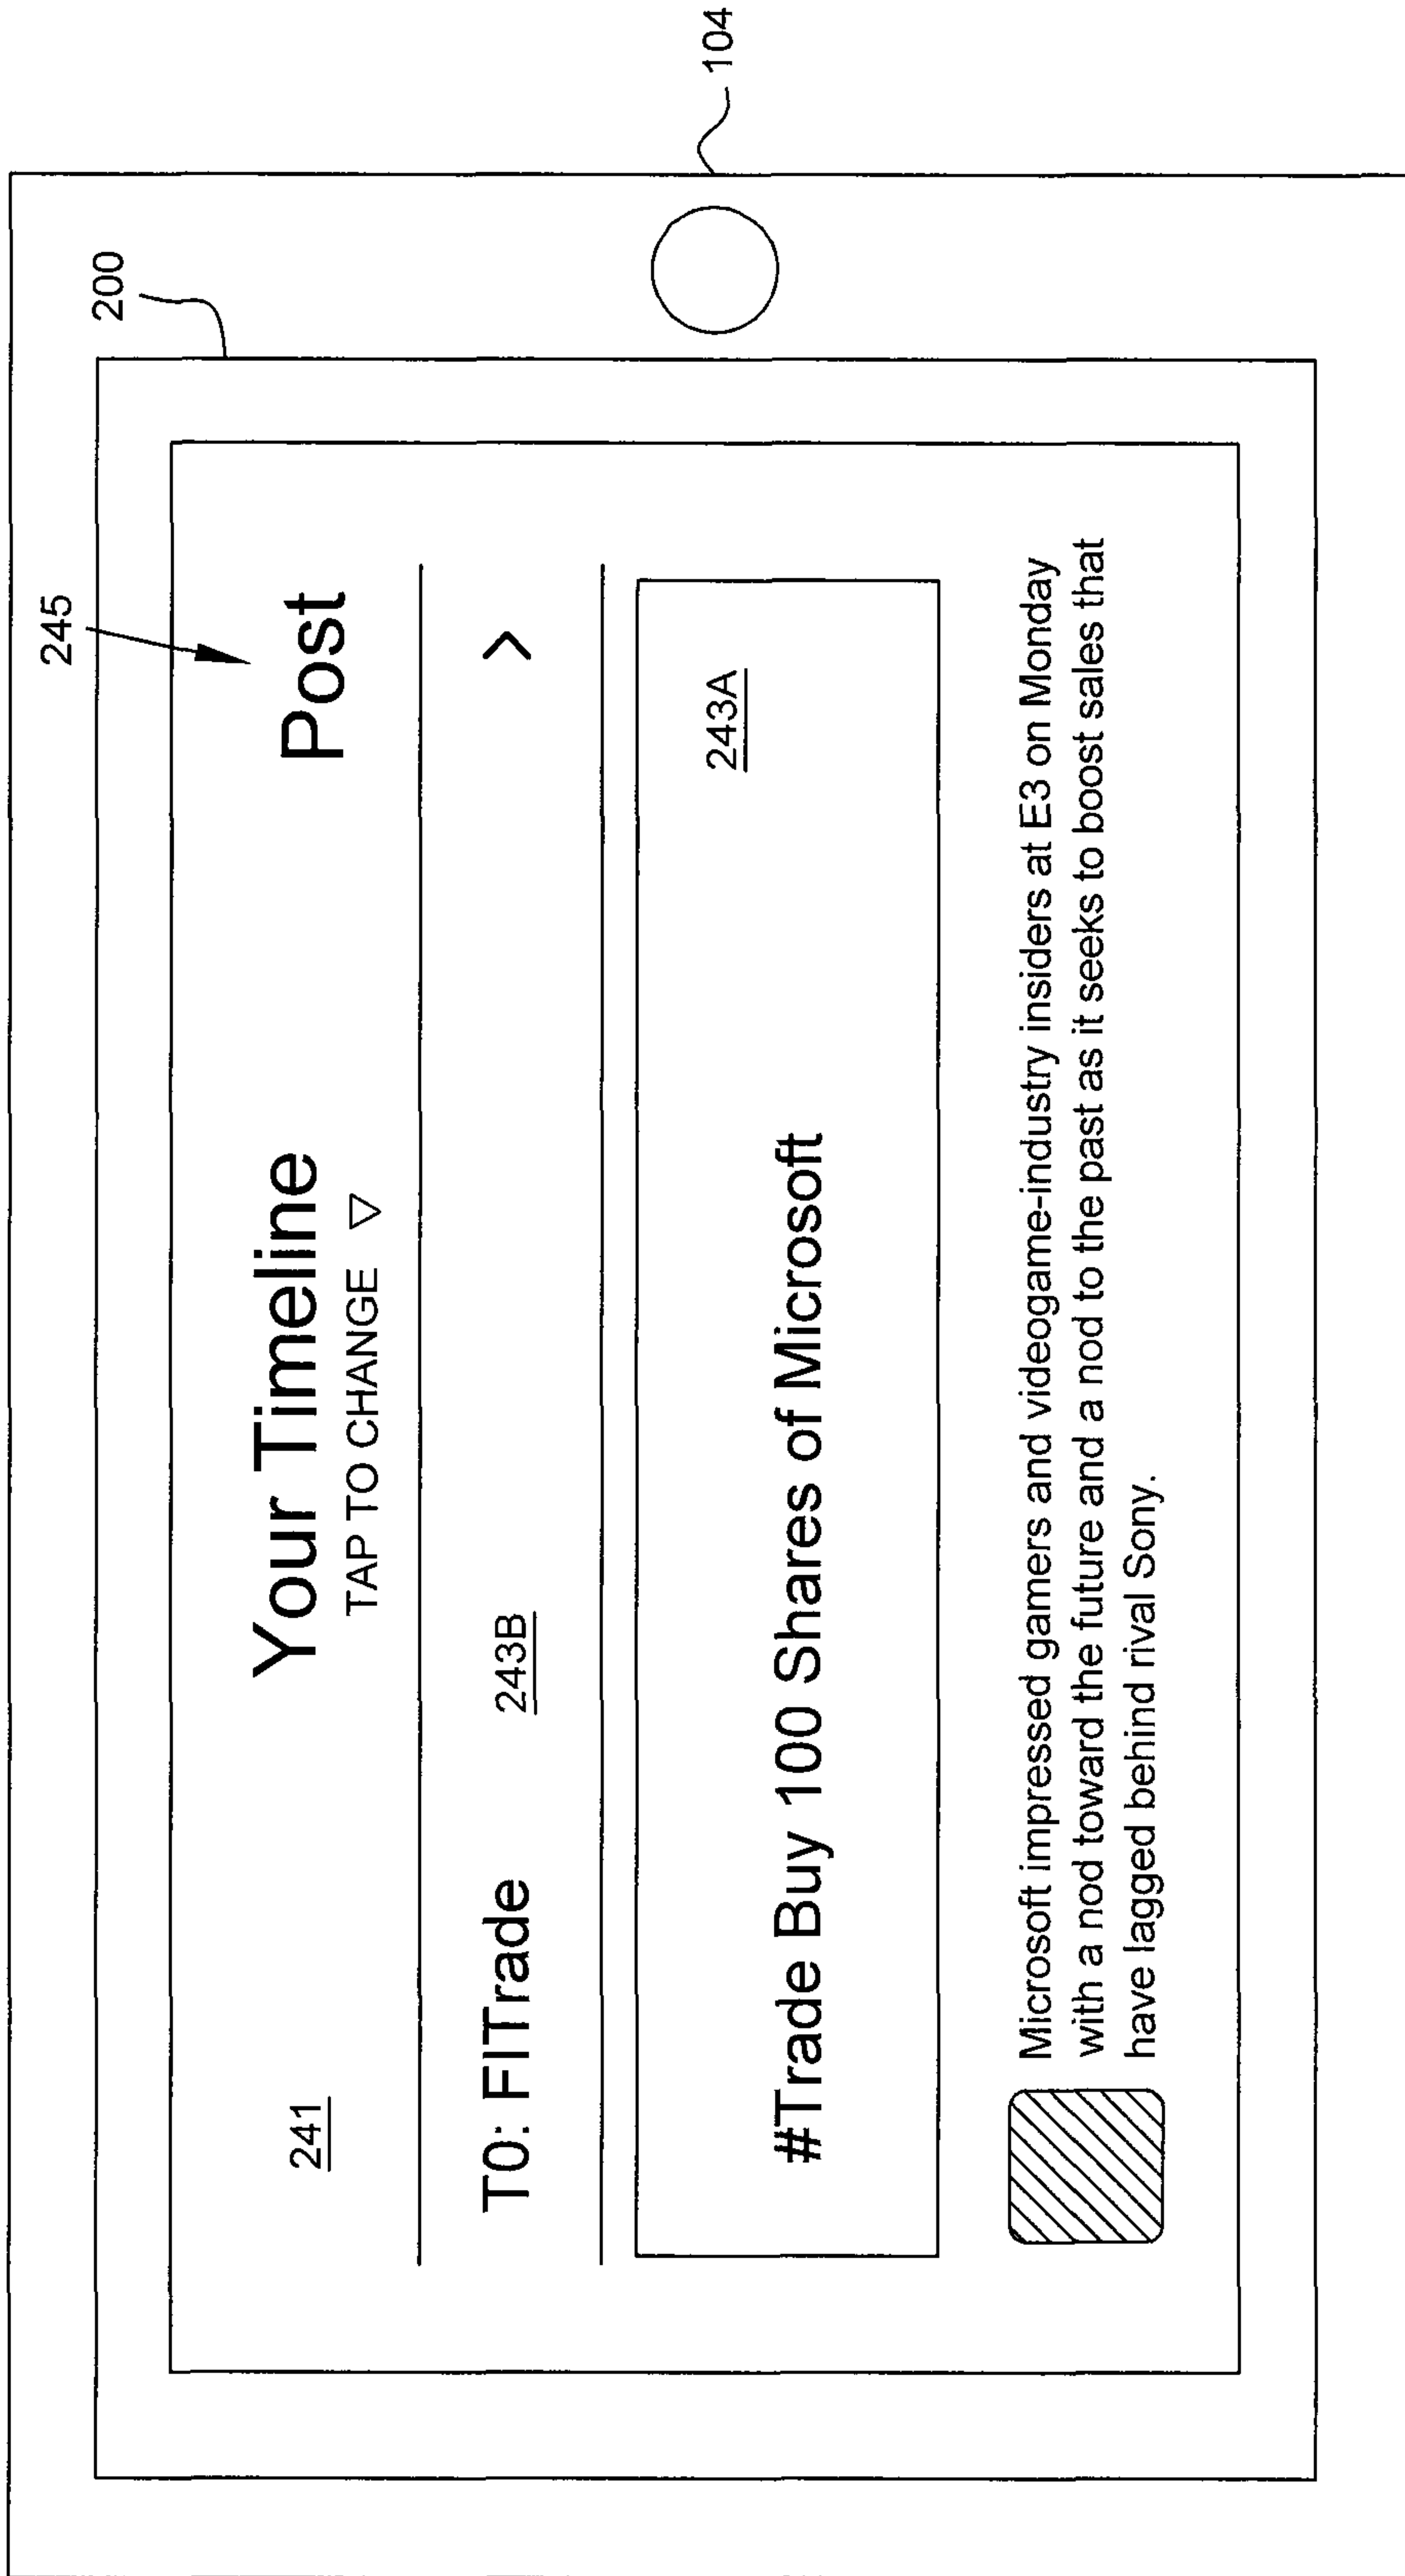 245
200
104
241
Your Timeline
TAP TO CHANGE ▽
Post
T0: FITrade
243B
>
243A
#Trade Buy 100 Shares of Microsoft
Microsoft impressed gamers and videogame-industry insiders at E3 on Monday
with a nod toward the future and a nod to the past as it seeks to boost sales that
have lagged behind rival Sony.